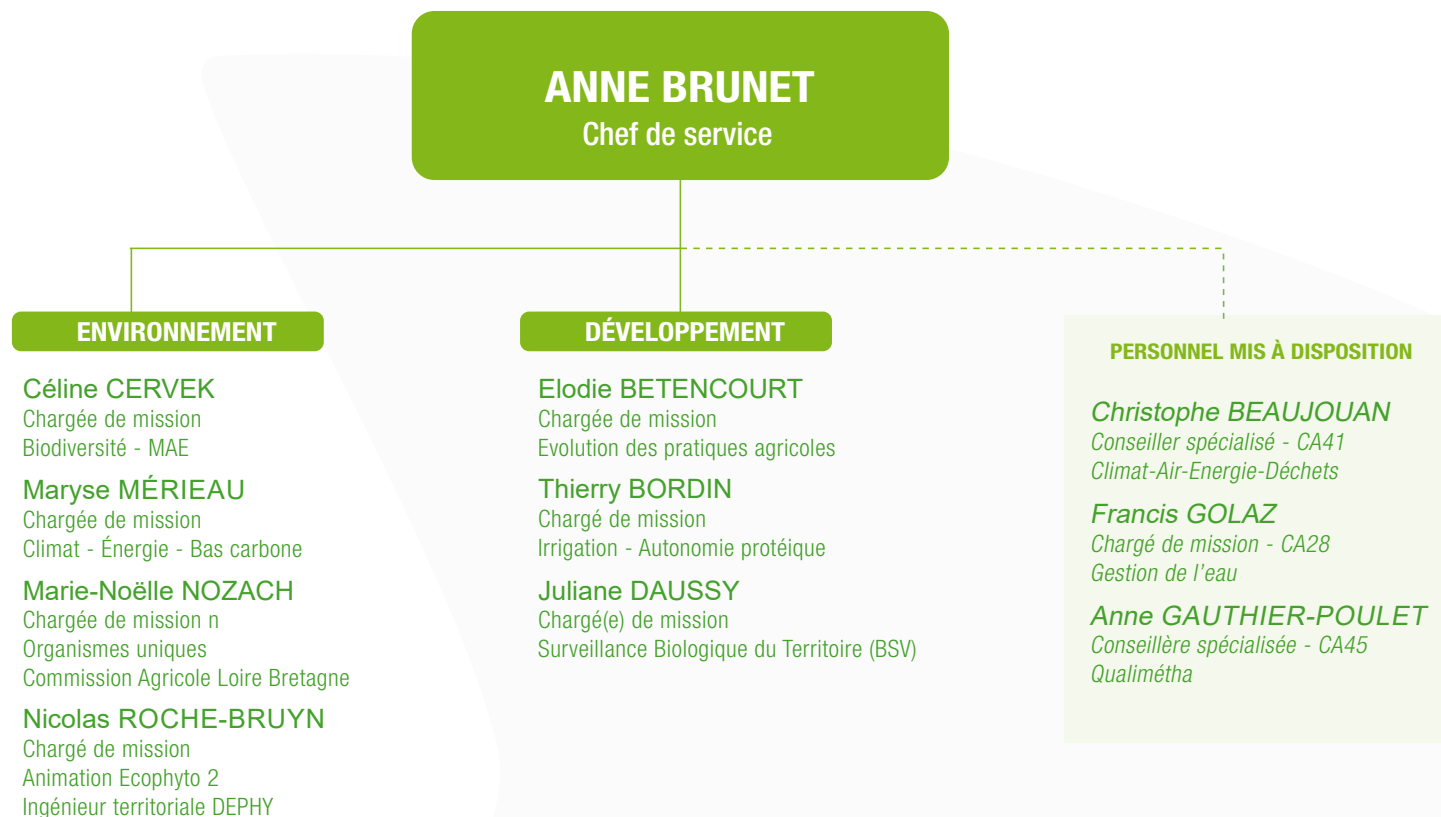 ANNE BRUNET
Chef de service
ENVIRONNEMENT
Céline CERVEK
Chargée de mission
Biodiversité - MAE
Maryse MÉRIEAU
Chargée de mission
Climat - Énergie - Bas carbone
Marie-Noëlle NOZACH
Chargée de mission n
Organismes uniques
Commission Agricole Loire Bretagne
Nicolas ROCHE-BRUYN
Chargé de mission
Animation Ecophyto 2
Ingénieur territoriale DEPHY
DÉVELOPPEMENT
Elodie BETENCOURT
Chargée de mission
Evolution des pratiques agricoles
Thierry BORDIN
Chargé de mission
Irrigation - Autonomie protéique
Juliane DAUSSY
Chargé(e) de mission
Surveillance Biologique du Territoire (BSV)
PERSONNEL MIS À DISPOSITION
Christophe BEAUJOUAN
Conseiller spécialisé - CA41
Climat-Air-Energie-Déchets
Francis GOLAZ
Chargé de mission - CA28
Gestion de l'eau
Anne GAUTHIER-POULET
Conseillère spécialisée - CA45
Qualimétha